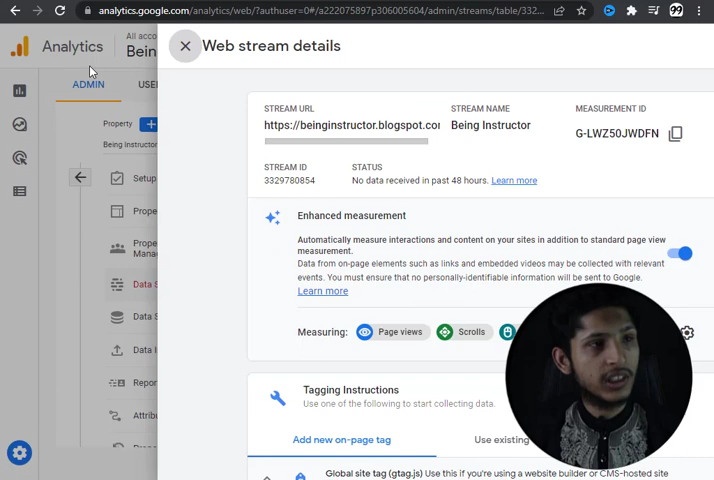 analytics.google.com/analytics/web/?authuser=0#/a222075897p306005604/admin/streams/table/332...
99
Analytics
All acco
Bein
Web stream details
ADMIN
USE
Property
Being Instructor
Setup
Prope
Prope
Manag
Data S
Data S
Data I
Repor
Attribu
Prope
STREAM URL
STREAM NAME
MEASUREMENT ID
https://beinginstructor.blogspot.cor
Being Instructor
G-LWZ50JWDFN
STREAM ID
STATUS
3329780854
No data received in past 48 hours. Learn more
Enhanced measurement
Automatically measure interactions and content on your sites in addition to standard page view
measurement.
Data from on-page elements such as links and embedded videos may be collected with relevant
events. You must ensure that no personally-identifiable information will be sent to Google.
Learn more
Measuring:
Page views
Scrolls
Tagging Instructions
Use one of the following to start collecting data.
Add new on-page tag
Use existing
Global site tag (gtag.js) Use this if you're using a website builder or CMS-hosted site